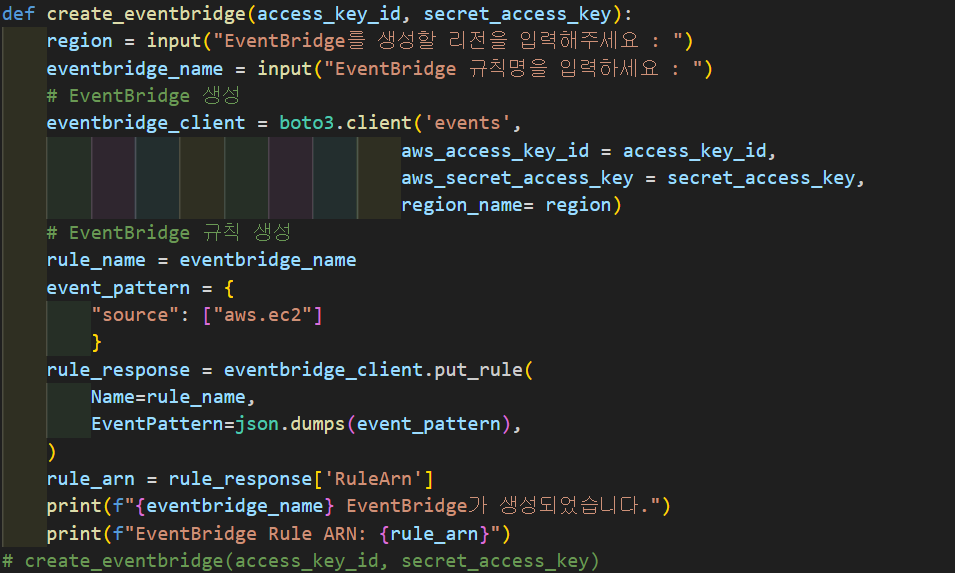 def create_eventbridge(access_key_id, secret_access_key):
    region = input("EventBridge를 생성할 리전을 입력해주세요 : ")
    eventbridge_name = input("EventBridge 규칙명을 입력하세요 : ")
    # EventBridge 생성
    eventbridge_client = boto3.client('events',
                                    aws_access_key_id = access_key_id,
                                    aws_secret_access_key = secret_access_key,
                                    region_name= region)
    # EventBridge 규칙 생성
    rule_name = eventbridge_name
    event_pattern = {
        "source": ["aws.ec2"]
        }
    rule_response = eventbridge_client.put_rule(
        Name=rule_name,
        EventPattern=json.dumps(event_pattern),
    )
    rule_arn = rule_response['RuleArn']
    print(f"{eventbridge_name} EventBridge가 생성되었습니다.")
    print(f"EventBridge Rule ARN: {rule_arn}")
# create_eventbridge(access_key_id, secret_access_key)